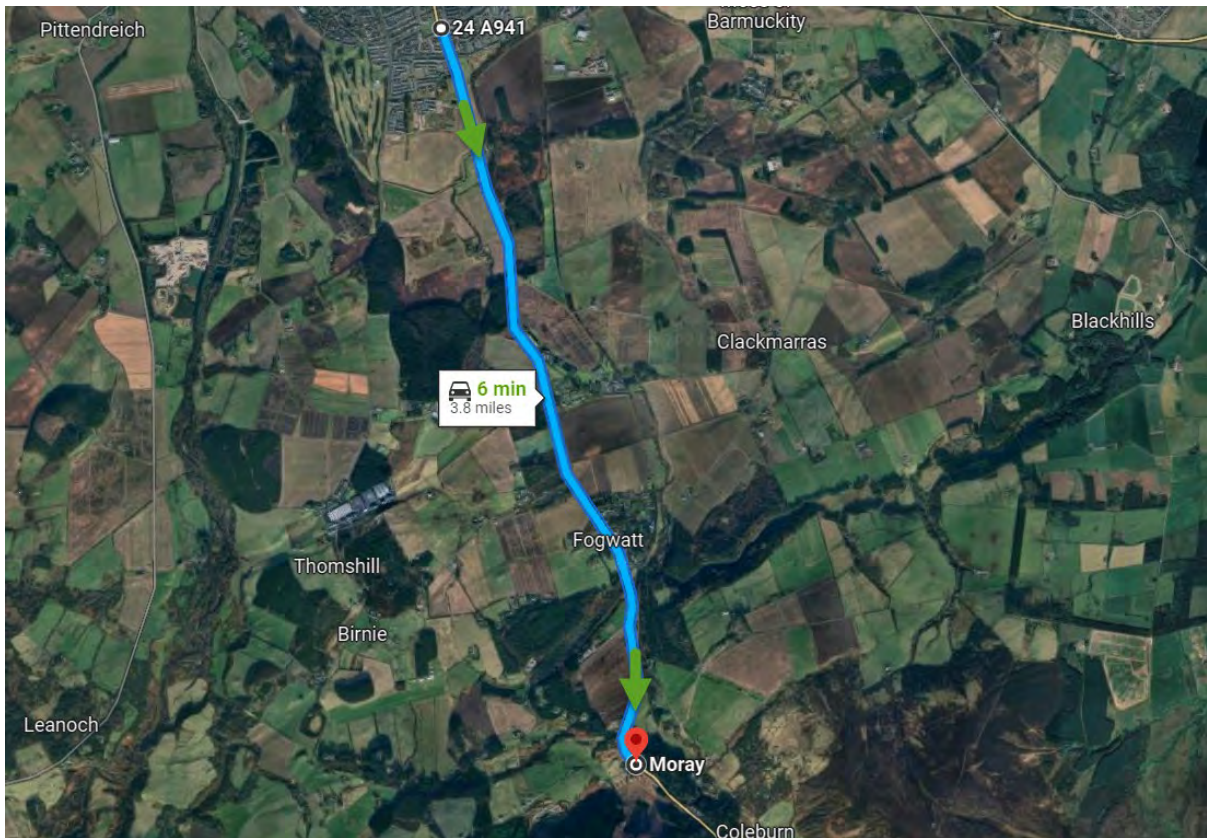 Barmuckity
Pittendreich
24 A941
Blackhills
Clackmarras
6 min
3.8 miles
Fogwatt
Thomshill
Birnie
Leanoch
Moray
Coleburn